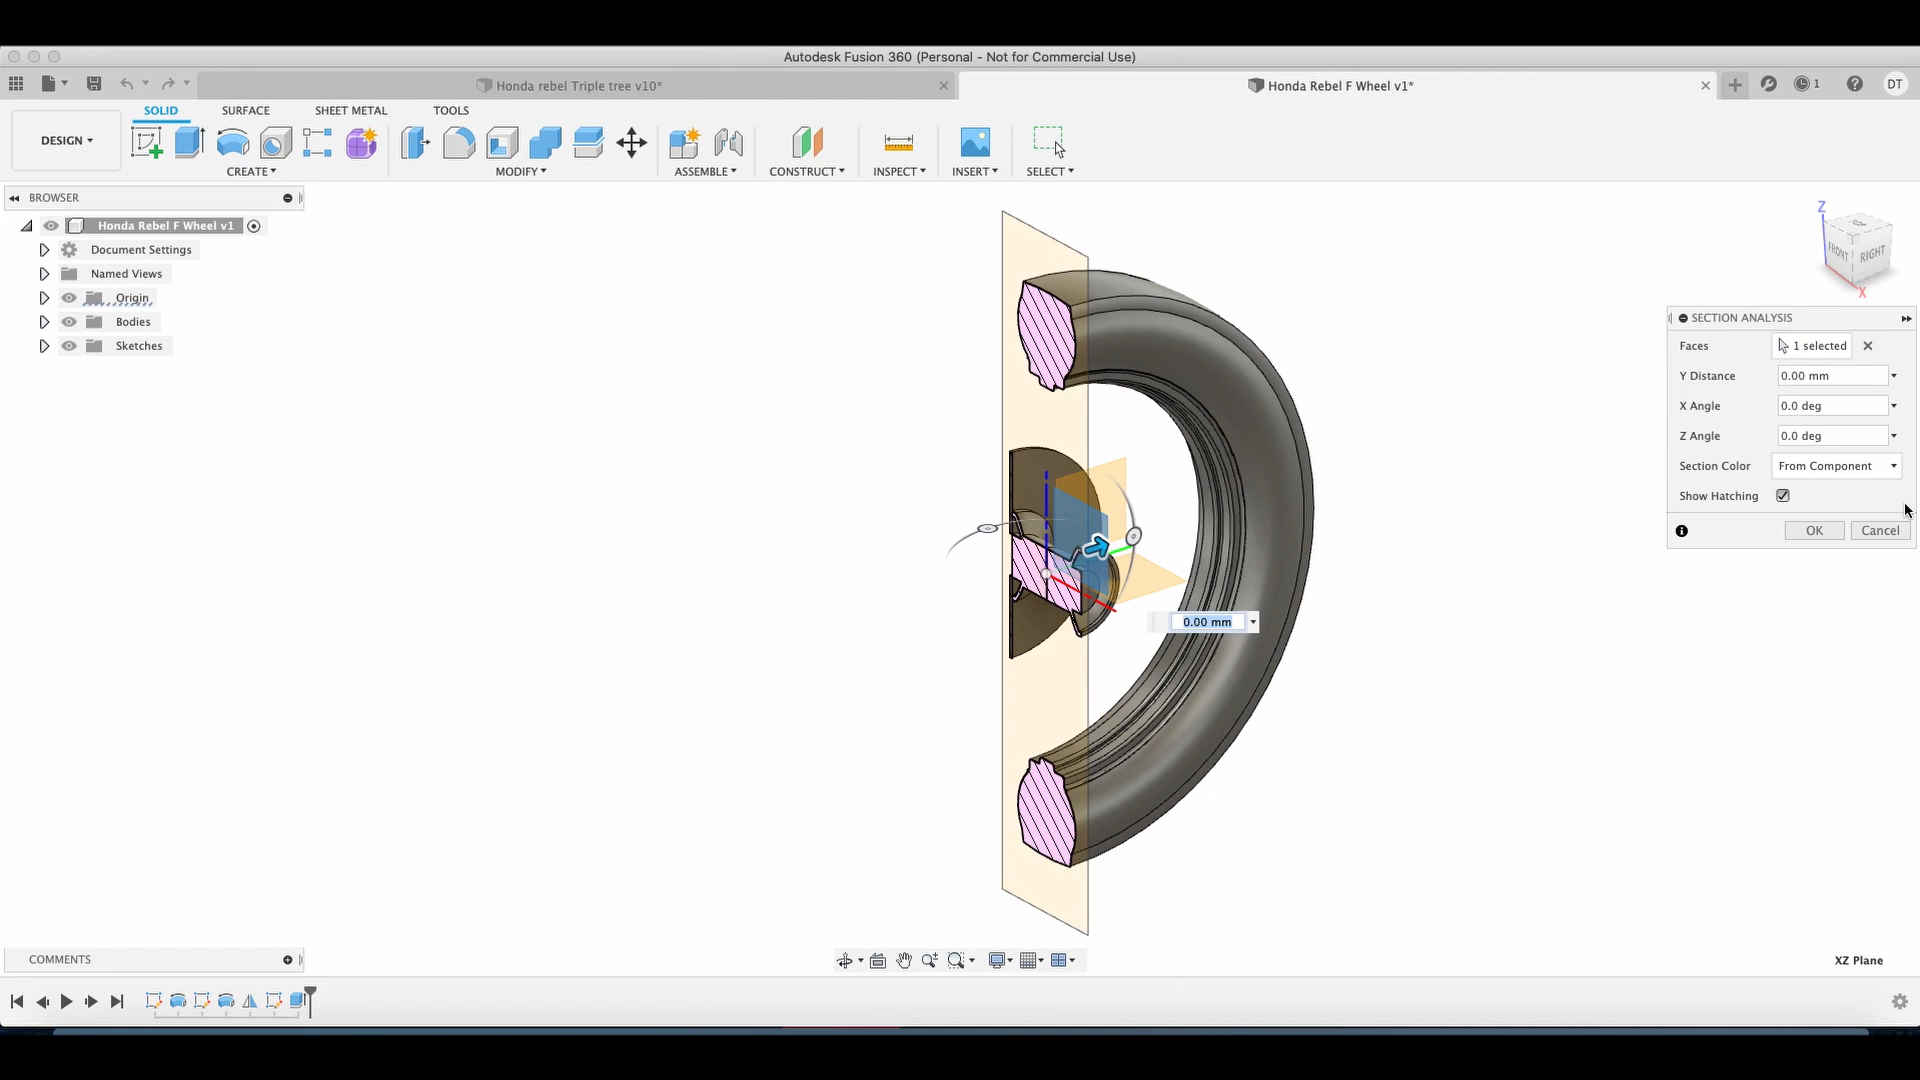 Autodesk Fusion 360 (Personal - Not for Commercial Use)
Honda rebel Triple tree v10*
Honda Rebel F Wheel v1*
1
DT
SOLID
SURFACE
SHEET METAL
TOOLS
DESIGN
CREATE
MODIFY
ASSEMBLE
CONSTRUCT
INSPECT
INSERT
SELECT
BROWSER
Honda Rebel F Wheel v1
Document Settings
Named Views
Origin
Bodies
Sketches
Z
FRONT
RIGHT
X
SECTION ANALYSIS
Faces
1 selected
Y Distance
0.00 mm
X Angle
0.0 deg
Z Angle
0.0 deg
Section Color
From Component
Show Hatching
OK
Cancel
0.00 mm
COMMENTS
XZ Plane